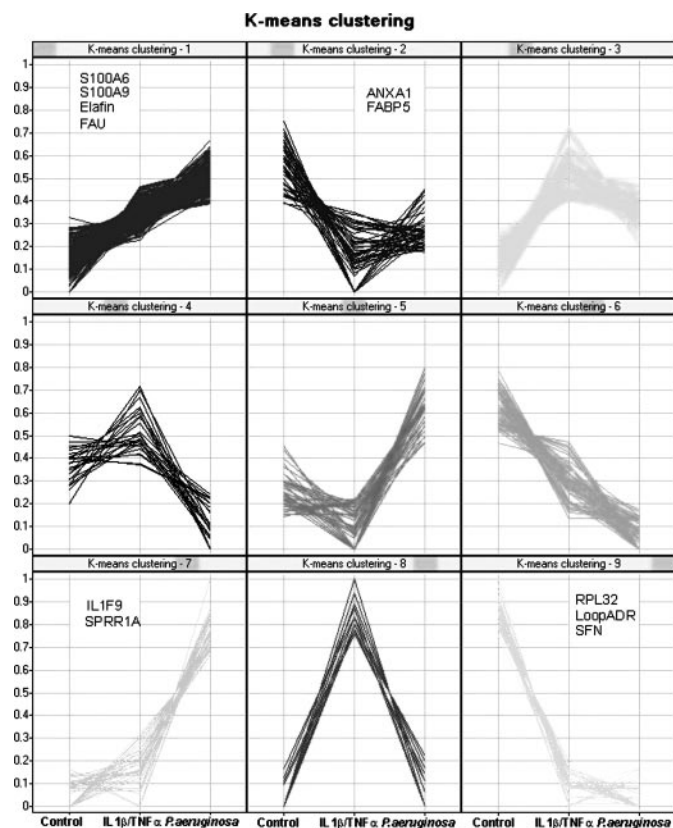 K-means clustering
K-means clustering - 1
K-means clustering - 2
K-means clustering - 3
1
0.9
0.8
0.7
0.6
0.5
0.4
0.3
0.2
0.1
0
S100A6
S100A9
Elafin
FAU
ANXA1
FABP5
K-means clustering - 4
K-means clustering - 5
K-means clustering - 6
1
0.9
0.8
0.7
0.6
0.5
0.4
0.3
0.2
0.1
0
K-means clustering - 7
K-means clustering - 8
K-means clustering - 9
1
0.9
0.8
0.7
0.6
0.5
0.4
0.3
0.2
0.1
0
IL1F9
SPRR1A
RPL32
LoopADR
SFN
Control IL1β/TNF α P.aeruginosa Control IL1β/TNF α P.aeruginosa Control IL1β/TNF α P.aeruginosa